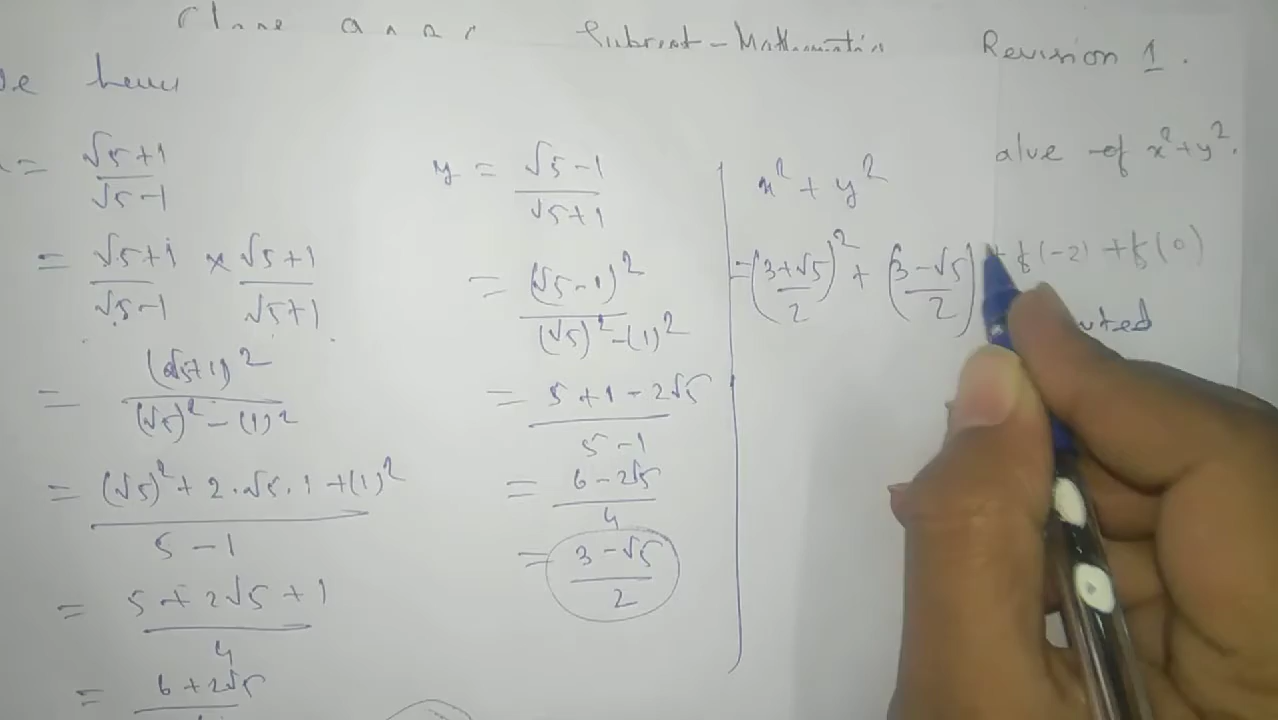 Subject - Mathematics Revision 1.
x = √5+1 / √5-1
= √5+1 / √5-1 × √5+1 / √5+1
= (√5+1)² / (√5)² - (1)²
= (√5)² + 2.√5.1 + (1)² / 5-1
= 5 + 2√5 + 1 / 4
= 6 + 2√5
y = √5-1 / √5+1
= (√5-1)² / (√5)² - (1)²
= 5+1-2√5 / 5-1
= 6-2√5 / 4
= 3-√5 / 2
x² + y²
= (3+√5 / 2)² + (3-√5 / 2)
alue of x²+y².
+ f(-2) + f(0)